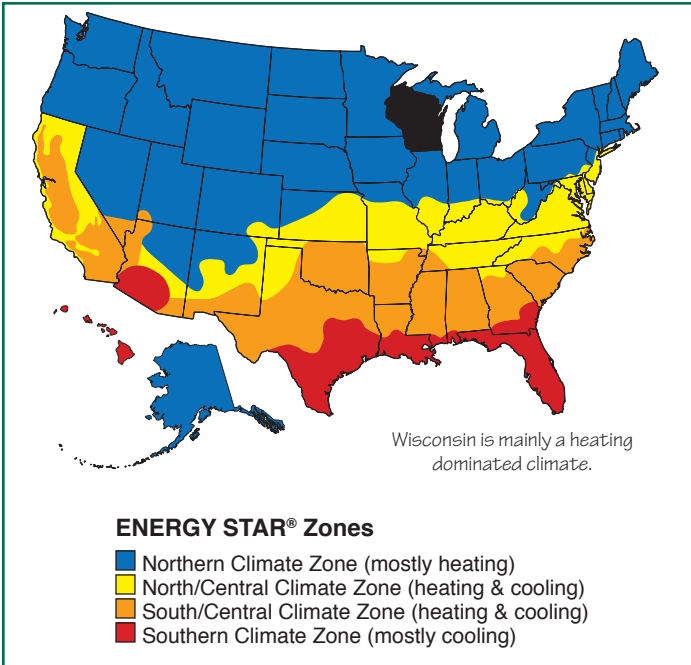 Wisconsin is mainly a heating
dominated climate.
ENERGY STAR® Zones
Northern Climate Zone (mostly heating)
North/Central Climate Zone (heating & cooling)
South/Central Climate Zone (heating & cooling)
Southern Climate Zone (mostly cooling)